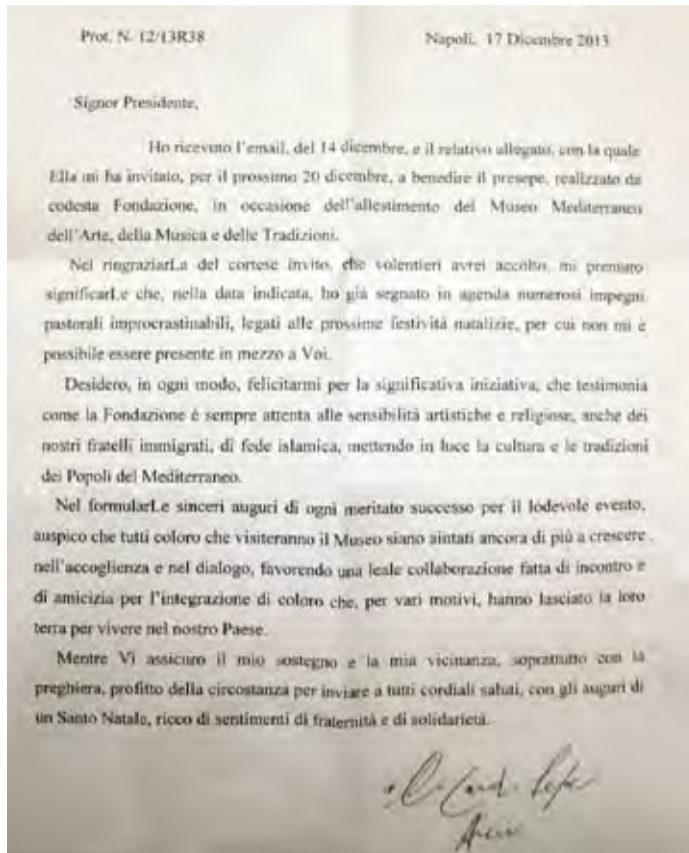 Prot. N. 12/13R38 Napoli, 17 Dicembre 2013
Signor Presidente,
Ho ricevuto l'email, del 14 dicembre, e il relativo allegato, con la quale
Ella mi ha invitato, per il prossimo 20 dicembre, a benedire il presepe, realizzato da
codesta Fondazione, in occasione dell'allestimento del Museo Mediterraneo
dell'Arte, della Musica e delle Tradizioni.
Nel ringraziarLa del cortese invito, che volentieri avrei accolto, mi premuro
significarLe che, nella data indicata, ho già segnato in agenda numerosi impegni
pastorali improcrastinabili, legati alle prossime festività natalizie, per cui non mi è
possibile essere presente in mezzo a Voi.
Desidero, in ogni modo, felicitarmi per la significativa iniziativa, che testimonia
come la Fondazione è sempre attenta alle sensibilità artistiche e religiose, anche dei
nostri fratelli immigrati, di fede islamica, mettendo in luce la cultura e le tradizioni
dei Popoli del Mediterraneo.
Nel formularLe sinceri auguri di ogni meritato successo per il lodevole evento,
auspico che tutti coloro che visiteranno il Museo siano aiutati ancora di più a crescere
nell'accoglienza e nel dialogo, favorendo una leale collaborazione fatta di incontro e
di amicizia per l'integrazione di coloro che, per vari motivi, hanno lasciato la loro
terra per vivere nel nostro Paese.
Mentre Vi assicuro il mio sostegno e la mia vicinanza, soprattutto con la
preghiera, profitto della circostanza per inviare a tutti cordiali saluti, con gli auguri di
un Santo Natale, ricco di sentimenti di fraternità e di solidarietà.